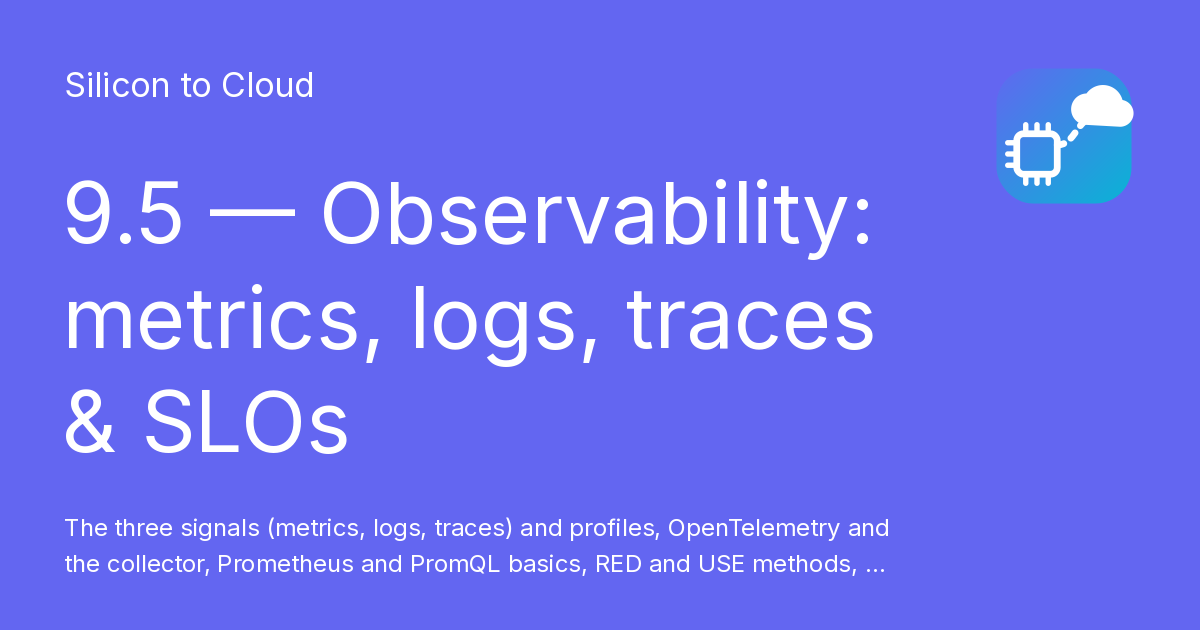 Silicon to Cloud
9.5 — Observability:
metrics, logs, traces
& SLOs
The three signals (metrics, logs, traces) and profiles, OpenTelemetry and
the collector, Prometheus and PromQL basics, RED and USE methods, ...